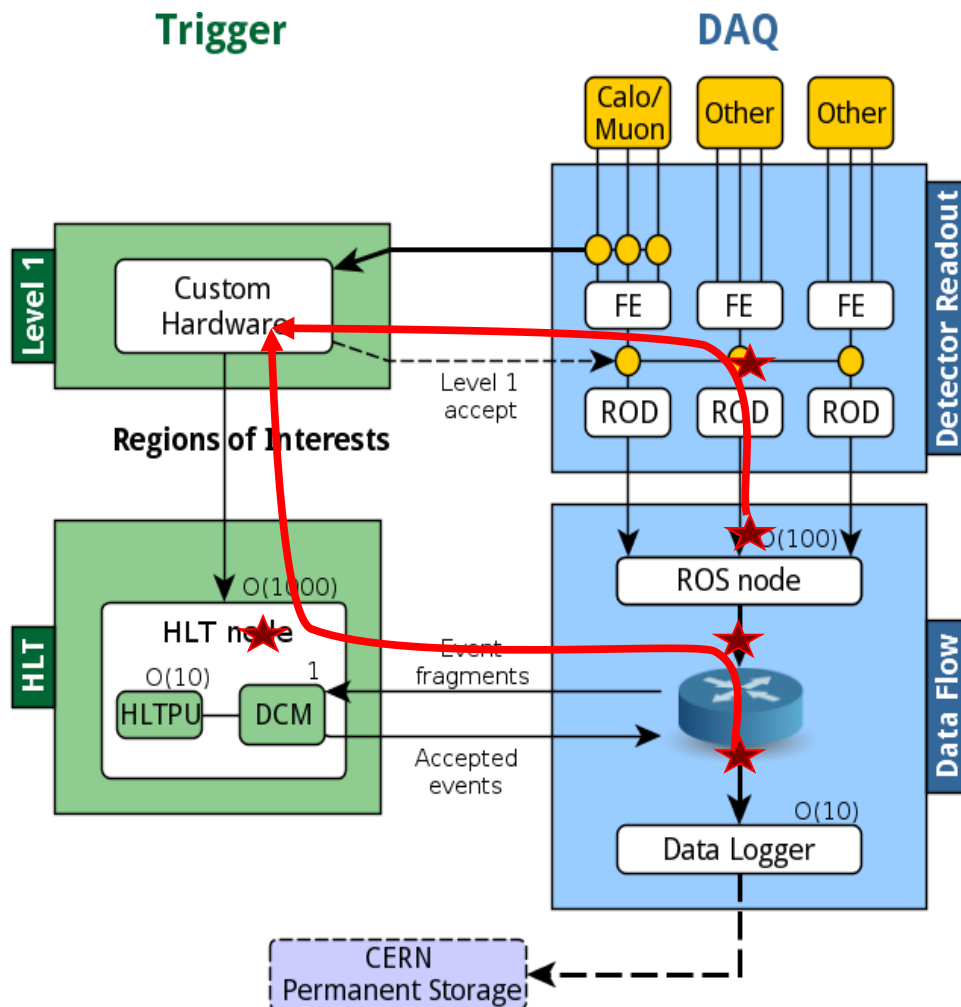 Trigger
DAQ
Calo/
Muon
Other
Other
Level 1
Custom
Hardware
FE
FE
FE
Level 1
accept
ROD
ROD
ROD
Detector Readout
Regions of Interests
O(100)
ROS node
HLT
O(1000)
HLT node
O(10)
1
HLTPU
DCM
Event
fragments
Accepted
events
Data Flow
O(10)
Data Logger
CERN
Permanent Storage